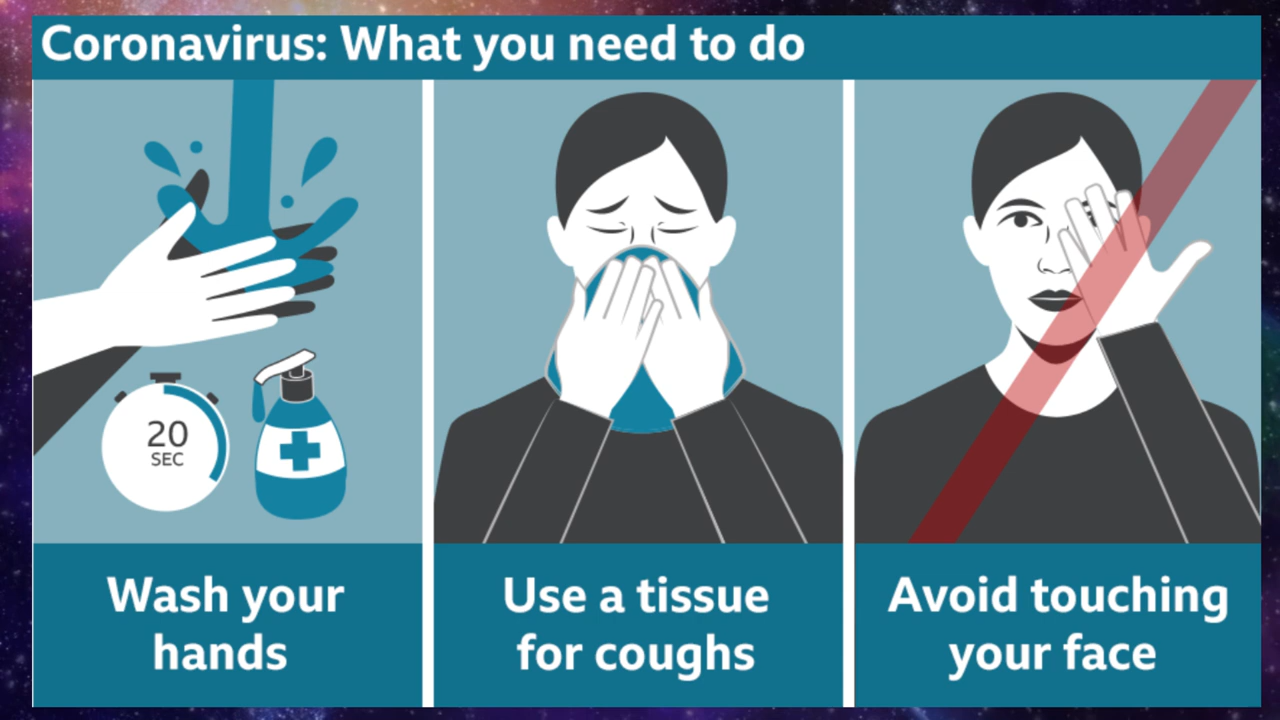 Coronavirus: What you need to do
20
SEC
Wash your
hands
Use a tissue
for coughs
Avoid touching
your face